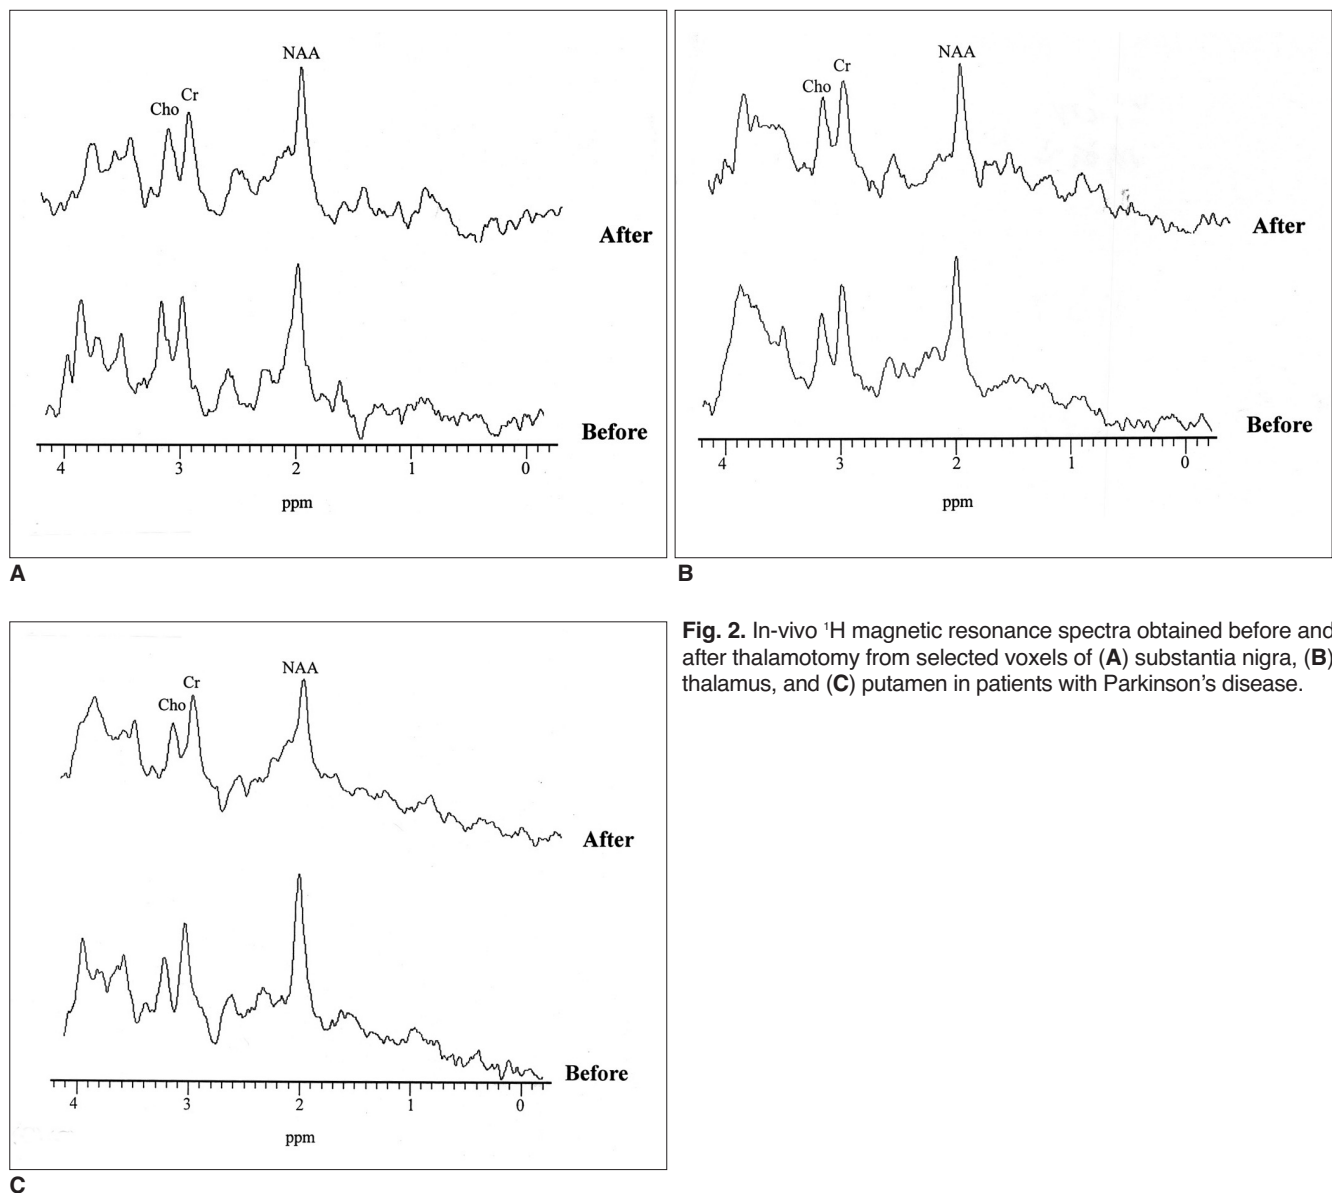 NAA
Cr
Cho
After
Before
4 3 2 1 0
ppm
A
NAA
Cr
Cho
After
Before
4 3 2 1 0
ppm
B
NAA
Cr
Cho
After
Before
4 3 2 1 0
ppm
C
Fig. 2. In-vivo ¹H magnetic resonance spectra obtained before and
after thalamotomy from selected voxels of (A) substantia nigra, (B)
thalamus, and (C) putamen in patients with Parkinson's disease.